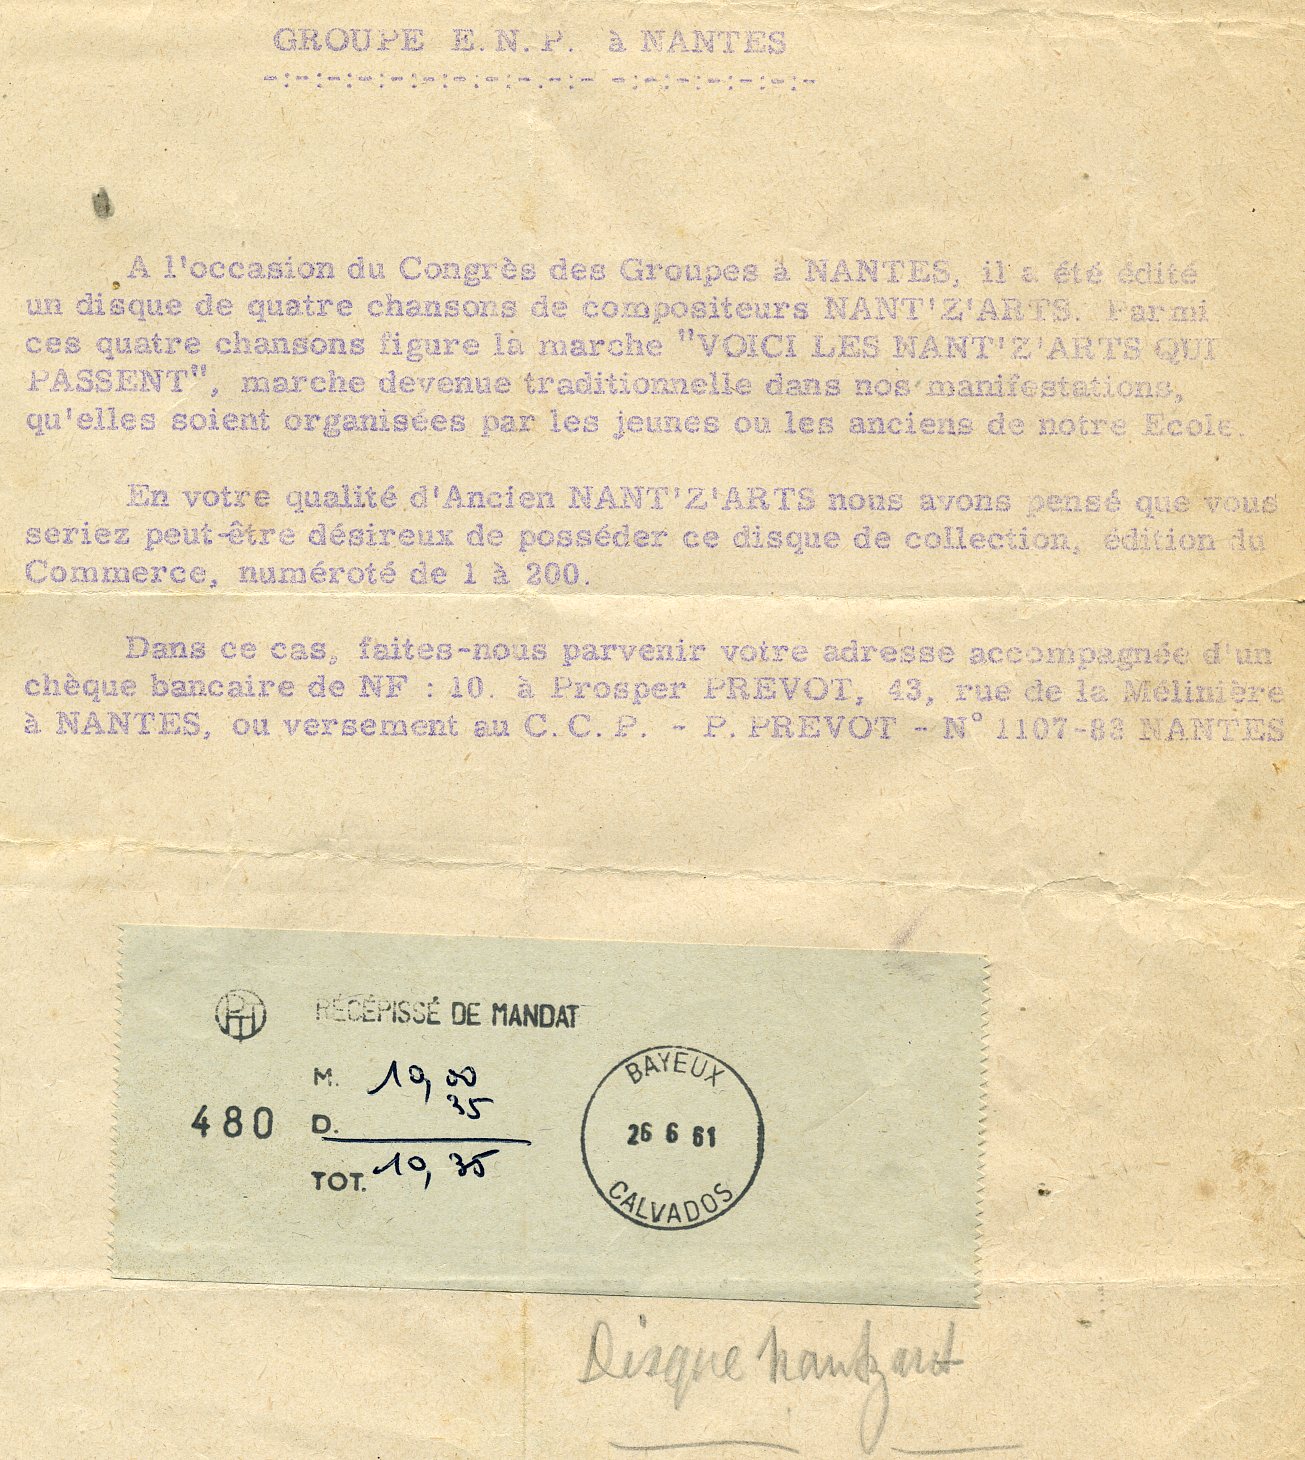 GROUPE E.N.P. à NANTES
-:-:-:-:-:-:-:-:-.-:- -:-:-:-:-:-:-
A l'occasion du Congrès des Groupes à NANTES, il a été édité
un disque de quatre chansons de compositeurs NANT'Z'ARTS. Parmi
ces quatre chansons figure la marche "VOICI LES NANT'Z'ARTS QUI
PASSENT", marche devenue traditionnelle dans nos manifestations,
qu'elles soient organisées par les jeunes ou les anciens de notre Ecole.
En votre qualité d'Ancien NANT'Z'ARTS nous avons pensé que vous
seriez peut-être désireux de posséder ce disque de collection, édition du
Commerce, numéroté de 1 à 200.
Dans ce cas, faites-nous parvenir votre adresse accompagnée d'un
chèque bancaire de NF : 10. à Prosper PREVOT, 43, rue de la Mélinière
à NANTES, ou versement au C.C.P. - P. PREVOT - N° 1107-83 NANTES
PTT RÉCÉPISSÉ DE MANDAT
M. 10,00
480 D. 35
TOT. 10,35
BAYEUX
26 6 61
CALVADOS
Disque nantzart